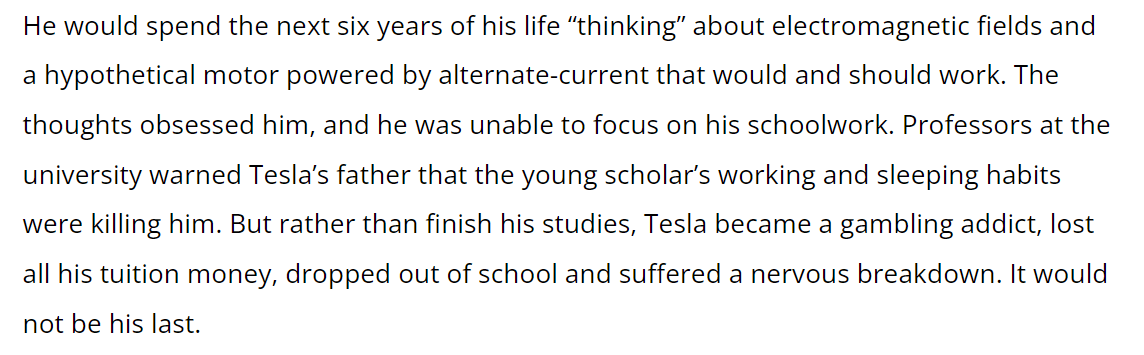 He would spend the next six years of his life “thinking” about electromagnetic fields and
a hypothetical motor powered by alternate-current that would and should work. The
thoughts obsessed him, and he was unable to focus on his schoolwork. Professors at the
university warned Tesla’s father that the young scholar’s working and sleeping habits
were killing him. But rather than finish his studies, Tesla became a gambling addict, lost
all his tuition money, dropped out of school and suffered a nervous breakdown. It would
not be his last.